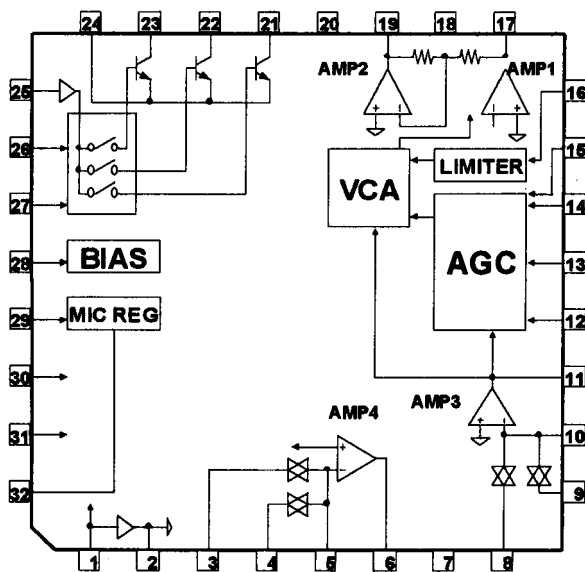 24 23 22 21 20 19 18 17
AMP2 AMP1
25 16
+ - - +
26 15
LIMITER
VCA
27 14
AGC
28 BIAS 13
29 MIC REG 12
30 11
AMP3
AMP4
31 10
- +
+
-
32 9
1 2 3 4 5 6 7 8